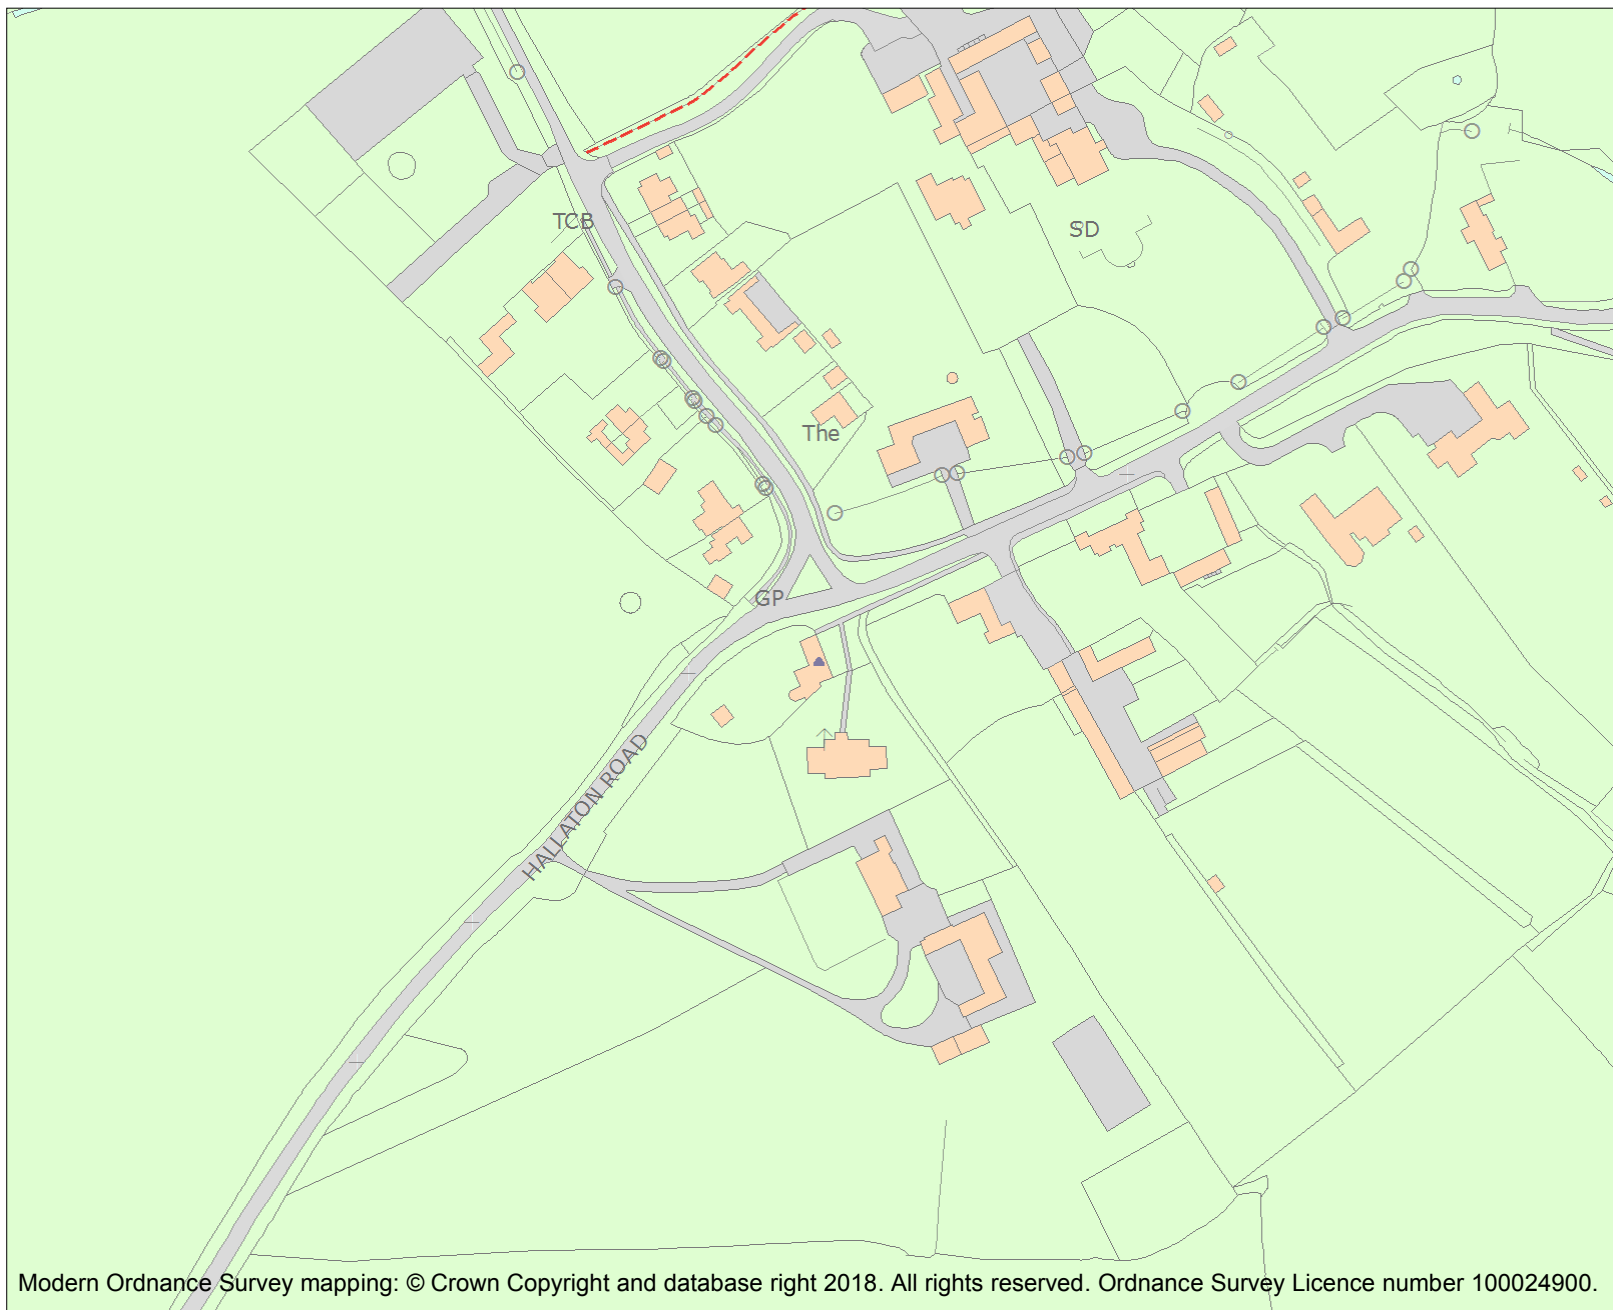 TCB
SD
The
GP
HALLATON ROAD
Modern Ordnance Survey mapping: © Crown Copyright and database right 2018. All rights reserved. Ordnance Survey Licence number 100024900.